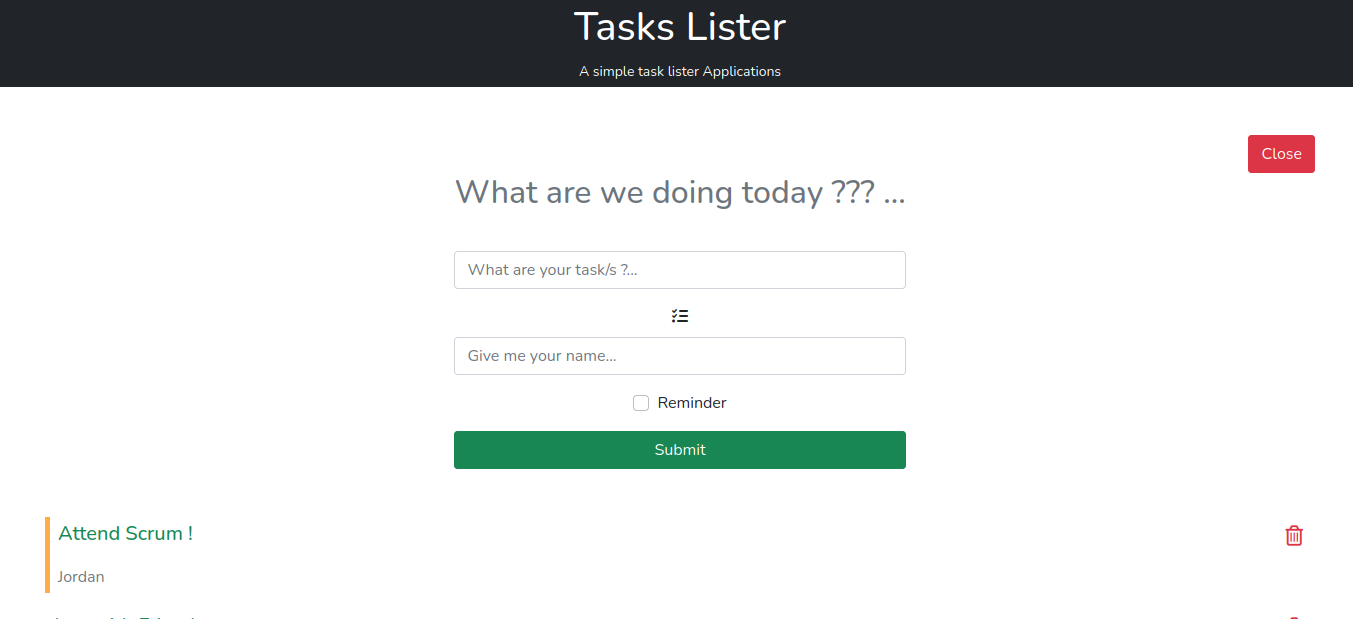 Tasks Lister
A simple task lister Applications
Close
What are we doing today ??? ...
What are your task/s ?...
Give me your name...
Reminder
Submit
Attend Scrum !
Jordan